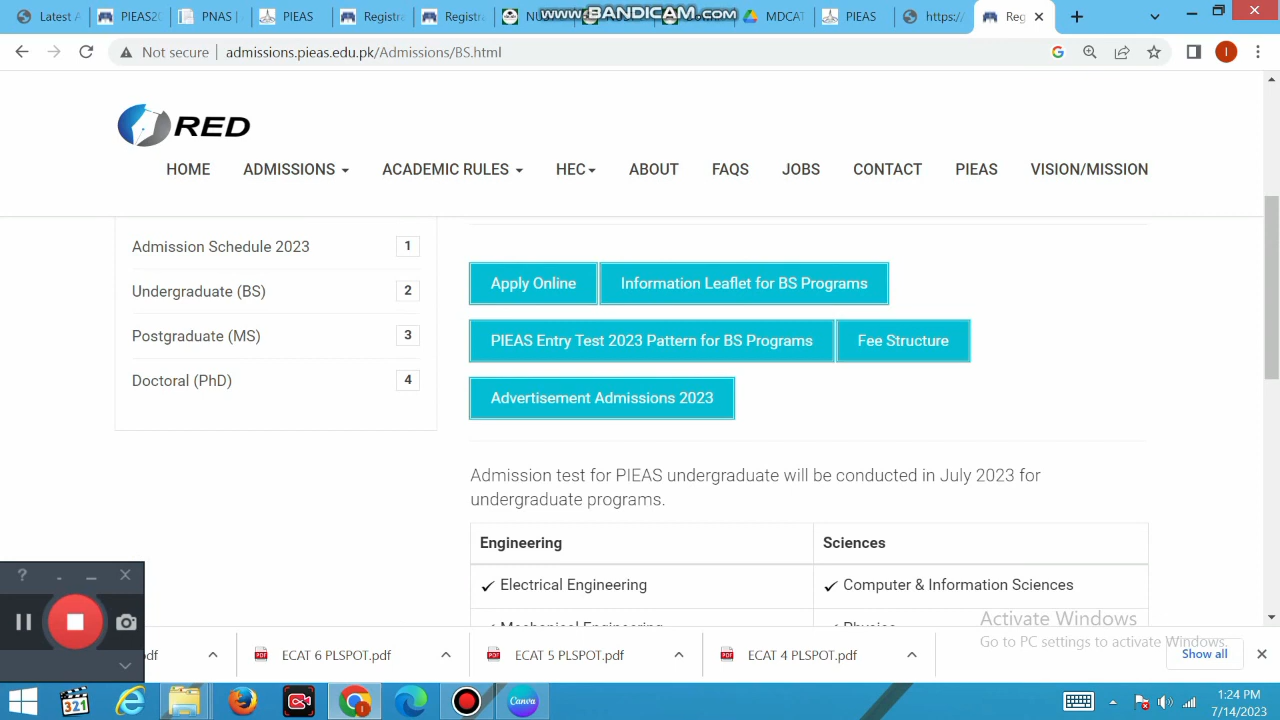 Latest A
PIEAS2
PNAS
PIEAS
Registr
Registr
NU
www.BANDICAM.com
MDCAT
PIEAS
https:/
Reg
Not secure
admissions.pieas.edu.pk/Admissions/BS.html
I
RED
HOME
ADMISSIONS
ACADEMIC RULES
HEC
ABOUT
FAQS
JOBS
CONTACT
PIEAS
VISION/MISSION
Admission Schedule 2023 1
Undergraduate (BS) 2
Postgraduate (MS) 3
Doctoral (PhD) 4
Apply Online
Information Leaflet for BS Programs
PIEAS Entry Test 2023 Pattern for BS Programs
Fee Structure
Advertisement Admissions 2023
Admission test for PIEAS undergraduate will be conducted in July 2023 for
undergraduate programs.
Engineering
Sciences
Electrical Engineering
Computer & Information Sciences
Mechanical Engineering
Physics
Activate Windows
Go to PC settings to activate Windows.
pdf
ECAT 6 PLSPOT.pdf
ECAT 5 PLSPOT.pdf
ECAT 4 PLSPOT.pdf
Show all
321
Canva
1:24 PM
7/14/2023